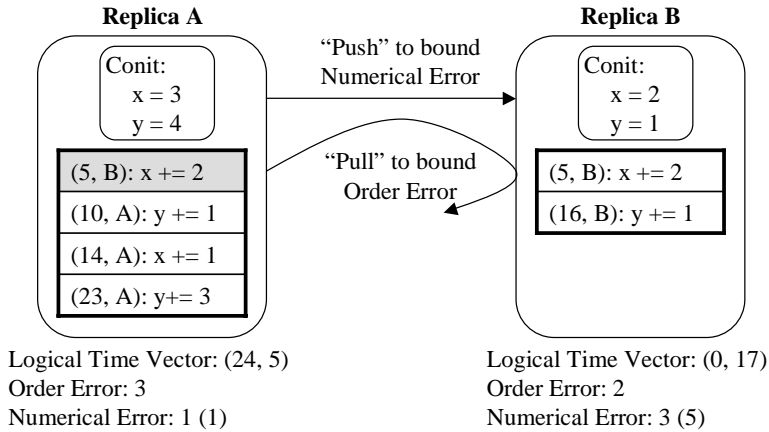 Replica A
Conit:
x = 3
y = 4
(5, B): x += 2
(10, A): y += 1
(14, A): x += 1
(23, A): y+= 3
Logical Time Vector: (24, 5)
Order Error: 3
Numerical Error: 1 (1)
“Push” to bound
Numerical Error
“Pull” to bound
Order Error
Replica B
Conit:
x = 2
y = 1
(5, B): x += 2
(16, B): y += 1
Logical Time Vector: (0, 17)
Order Error: 2
Numerical Error: 3 (5)